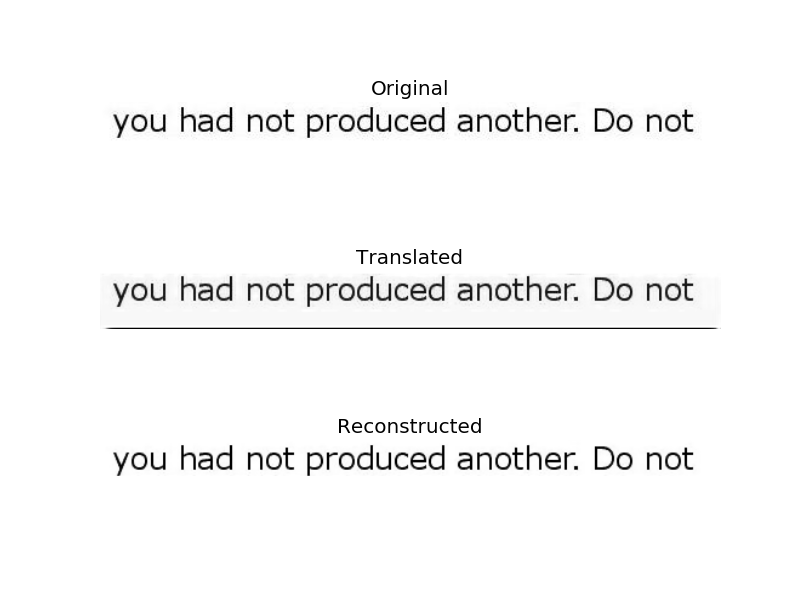 Original
you had not produced another. Do not
Translated
you had not produced another. Do not
Reconstructed
you had not produced another. Do not